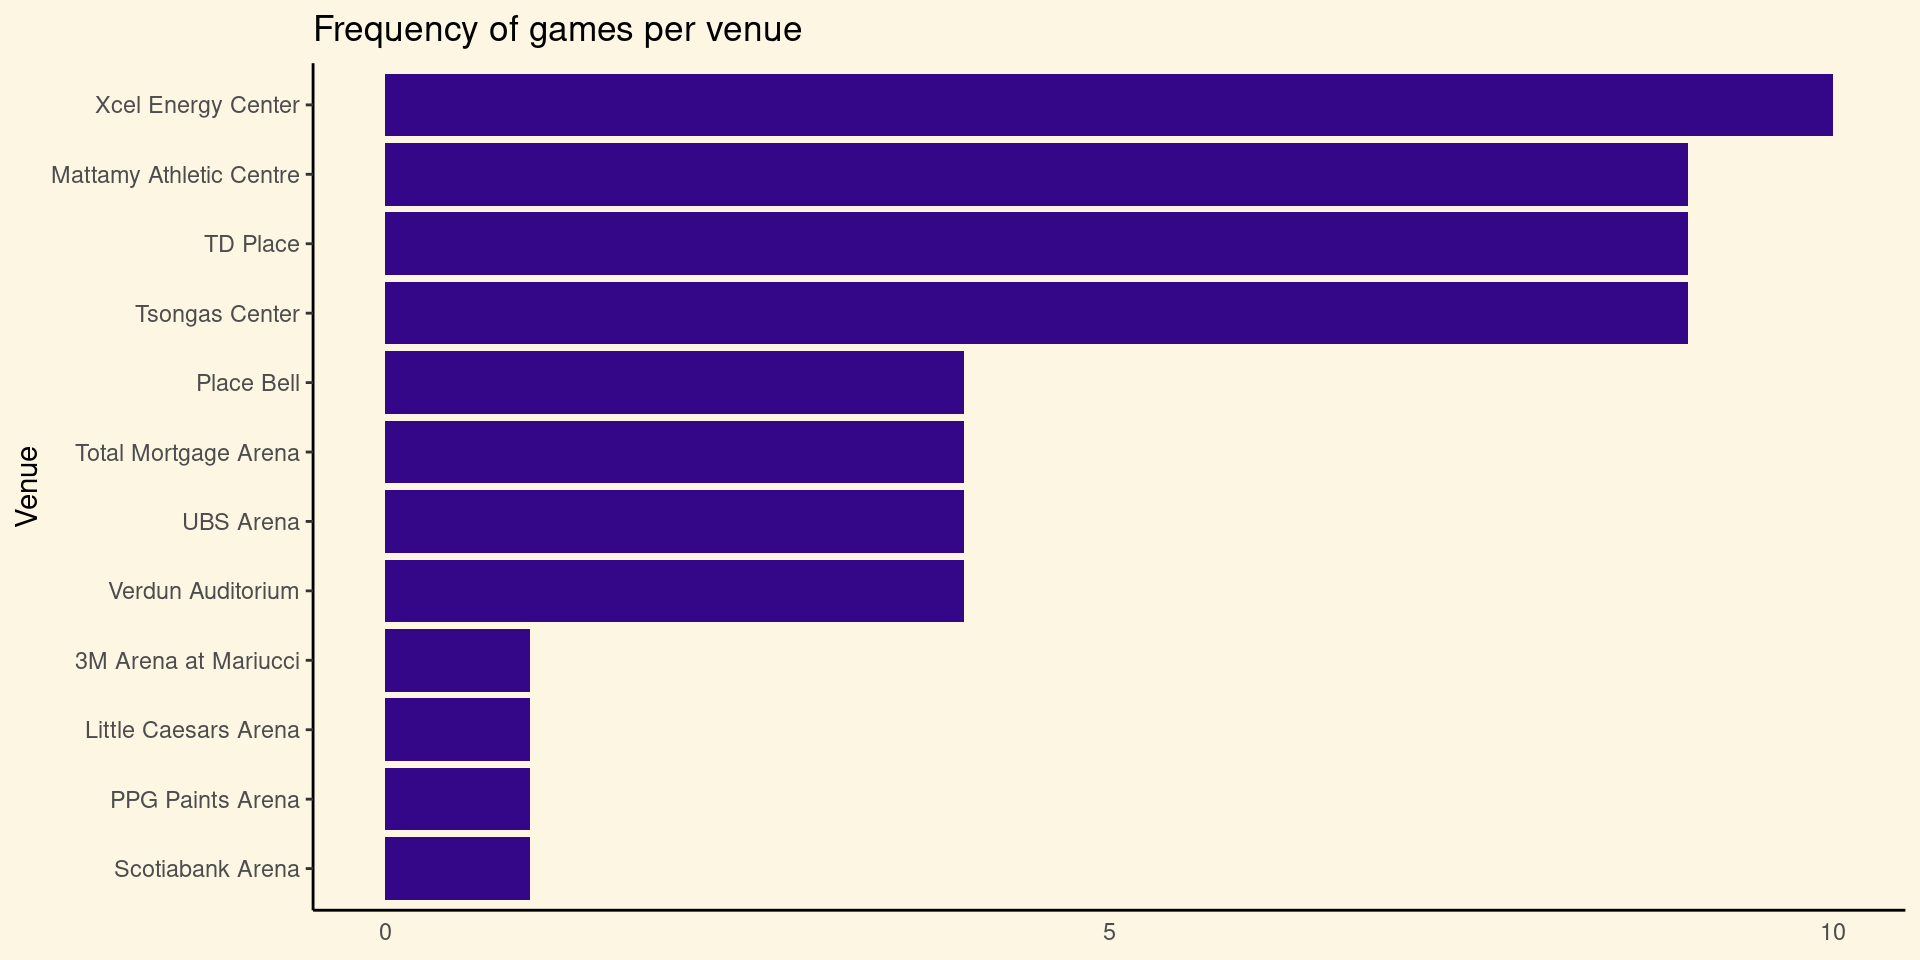 Frequency of games per venue
Xcel Energy Center
Mattamy Athletic Centre
TD Place
Tsongas Center
Place Bell
Total Mortgage Arena
UBS Arena
Verdun Auditorium
3M Arena at Mariucci
Little Caesars Arena
PPG Paints Arena
Scotiabank Arena
Venue
0 5 10